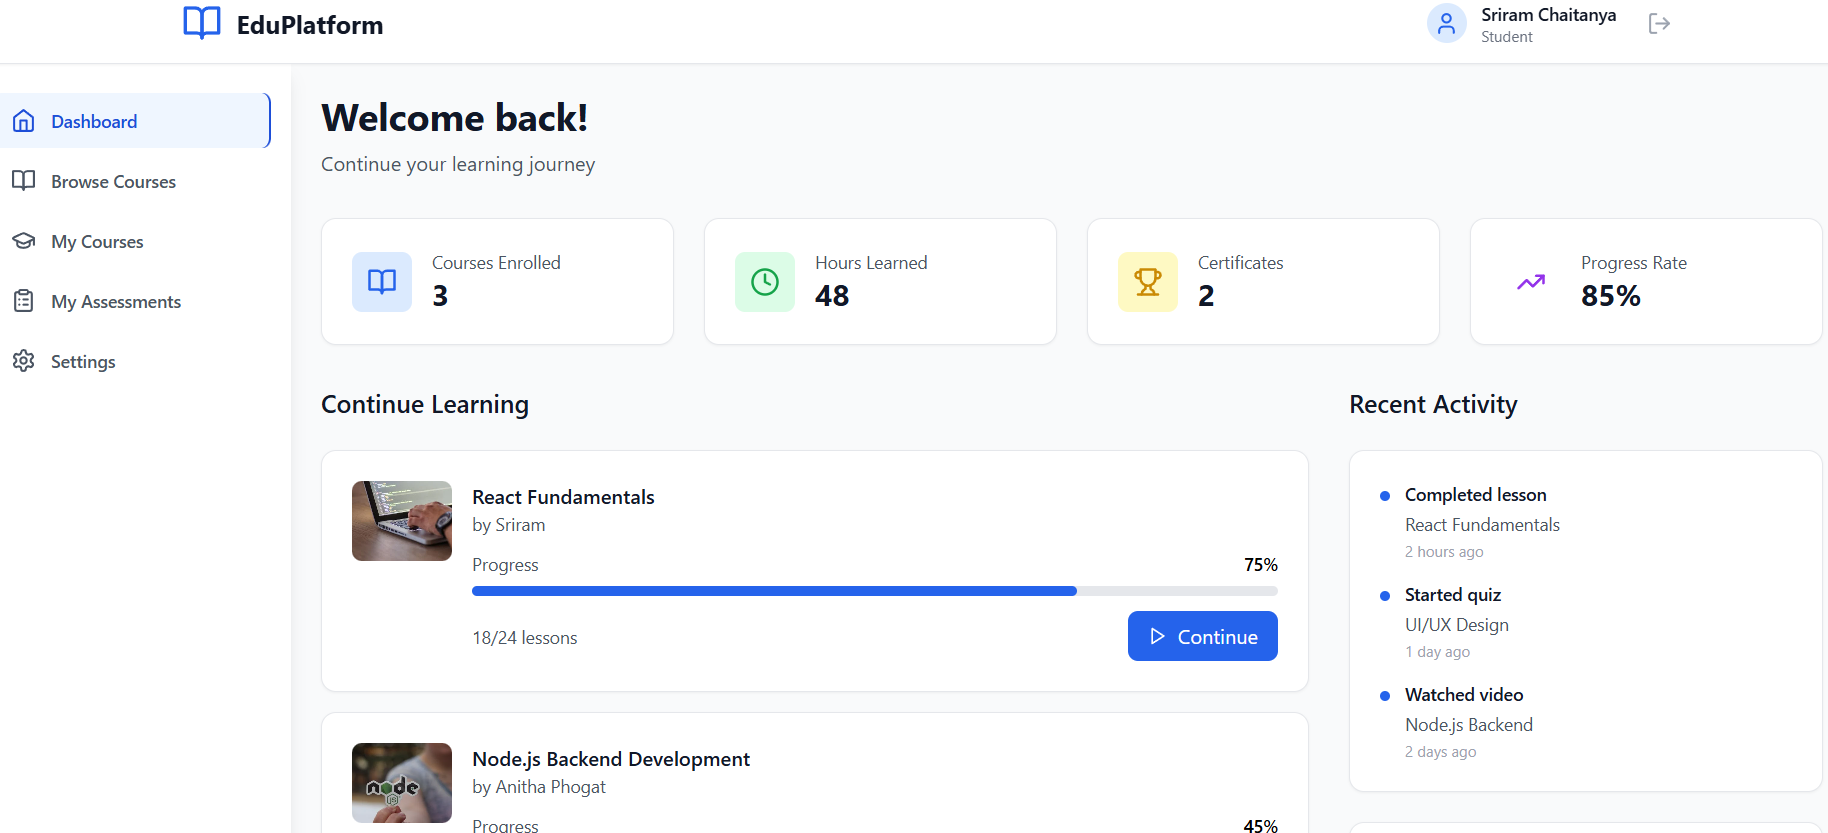 EduPlatform
Sriram Chaitanya
Student
Dashboard
Browse Courses
My Courses
My Assessments
Settings
Welcome back!
Continue your learning journey
Courses Enrolled
3
Hours Learned
48
Certificates
2
Progress Rate
85%
Continue Learning
React Fundamentals
by Sriram
Progress 75%
18/24 lessons
Continue
node
JS
Node.js Backend Development
by Anitha Phogat
Progress 45%
Recent Activity
Completed lesson
React Fundamentals
2 hours ago
Started quiz
UI/UX Design
1 day ago
Watched video
Node.js Backend
2 days ago